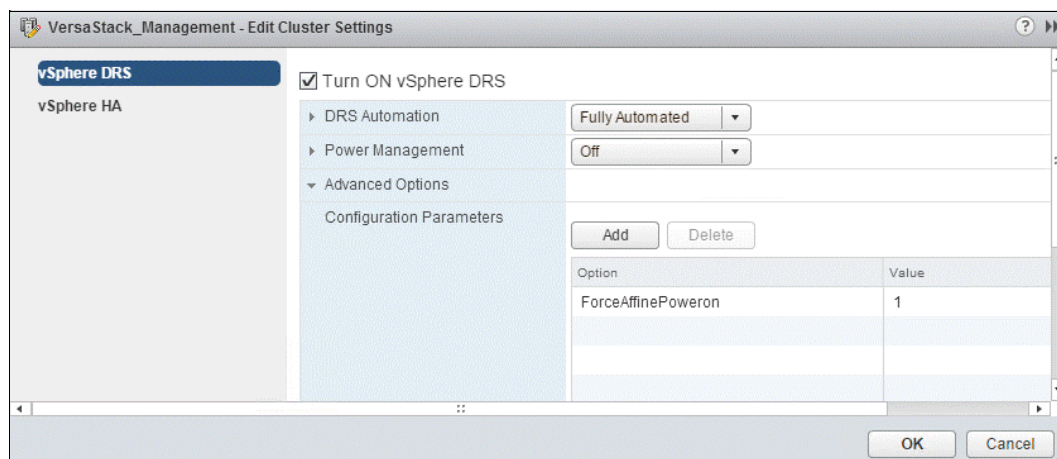 VersaStack_Management - Edit Cluster Settings
?
vSphere DRS
vSphere HA
Turn ON vSphere DRS
DRS Automation Fully Automated
Power Management Off
Advanced Options
Configuration Parameters
Add Delete
Option Value
ForceAffinePoweron 1
OK Cancel